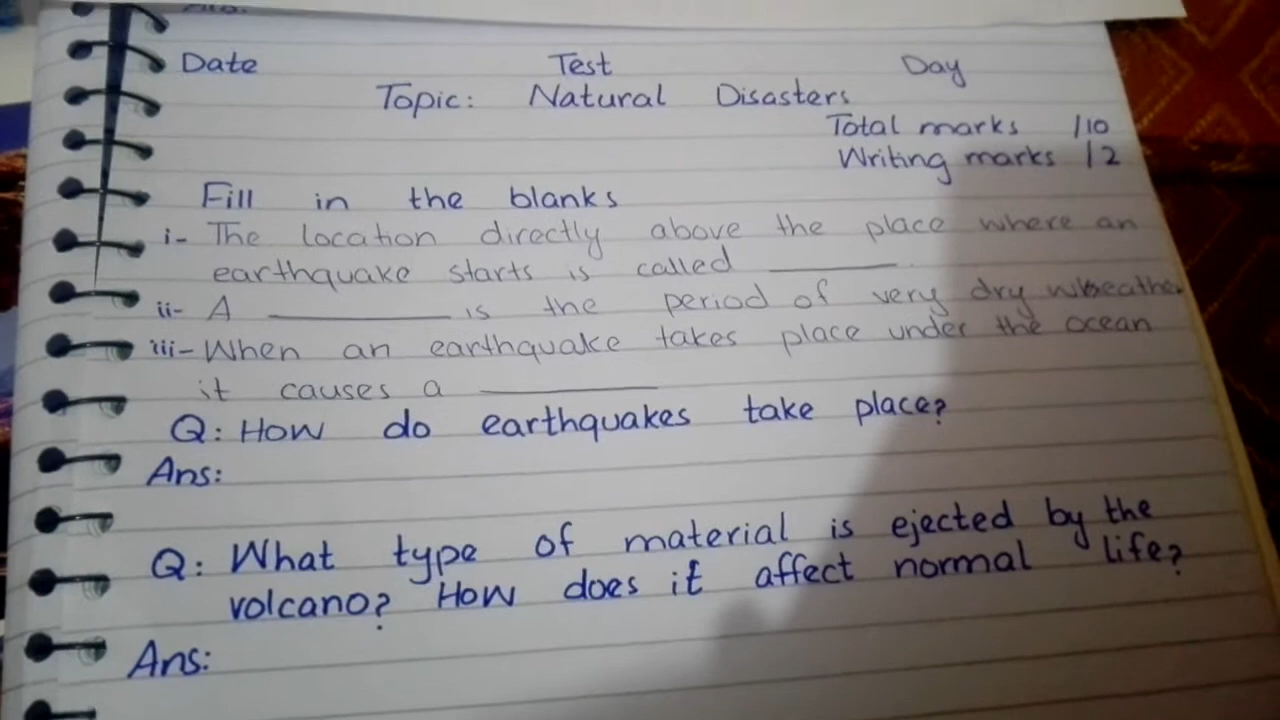 Date Test Day
Topic: Natural Disasters
Total marks /10
Writing marks /2
Fill in the blanks
i- The location directly above the place where an
earthquake starts is called ______.
ii- A ______ is the period of very dry
iii- When an earthquake takes place under the ocean
it causes a ______
Q: How do earthquakes take place?
Ans:
Q: What type of material is ejected by the
volcano? How does it affect normal life?
Ans: